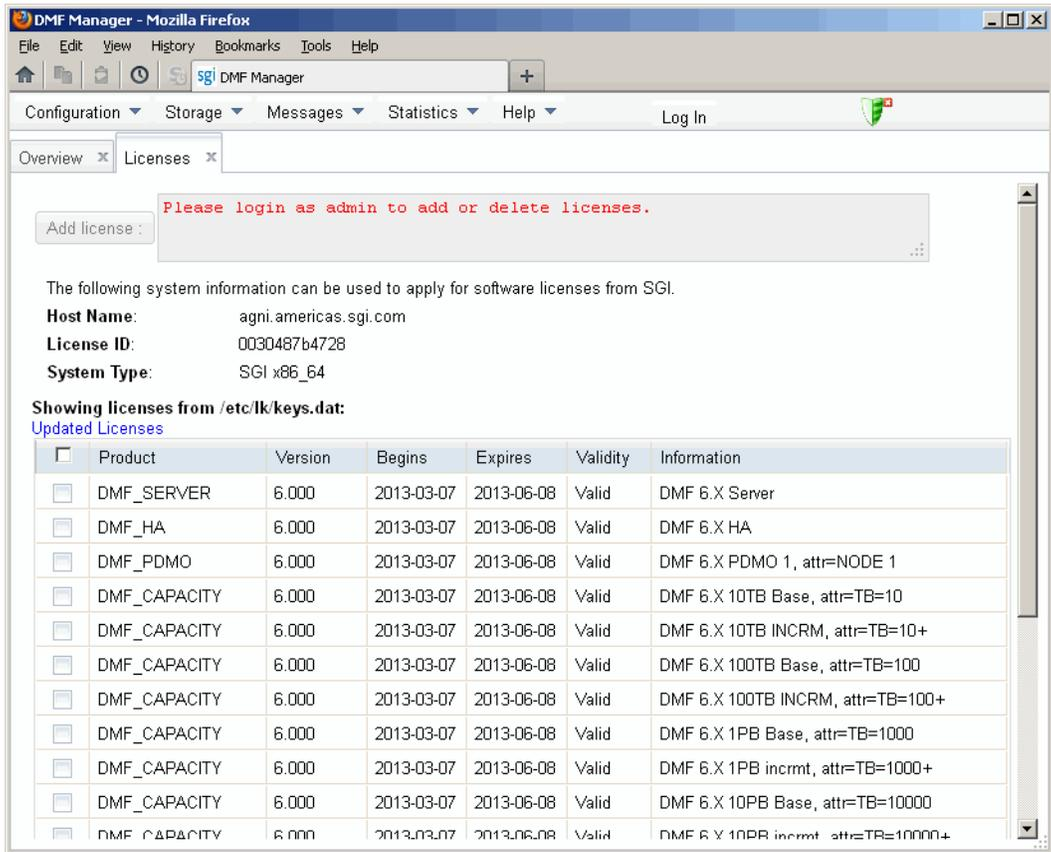 DMF Manager - Mozilla Firefox
File Edit View History Bookmarks Tools Help
sgi DMF Manager
Configuration Storage Messages Statistics Help Log In
Overview x Licenses x
Please login as admin to add or delete licenses.
Add license :
The following system information can be used to apply for software licenses from SGI.
Host Name: agni.americas.sgi.com
License ID: 0030487b4728
System Type: SGI x86_64
Showing licenses from /etc/lk/keys.dat:
Updated Licenses
Product Version Begins Expires Validity Information
DMF_SERVER 6.000 2013-03-07 2013-06-08 Valid DMF 6.X Server
DMF_HA 6.000 2013-03-07 2013-06-08 Valid DMF 6.X HA
DMF_PDMO 6.000 2013-03-07 2013-06-08 Valid DMF 6.X PDMO 1, attr=NODE 1
DMF_CAPACITY 6.000 2013-03-07 2013-06-08 Valid DMF 6.X 10TB Base, attr=TB=10
DMF_CAPACITY 6.000 2013-03-07 2013-06-08 Valid DMF 6.X 10TB INCRM, attr=TB=10+
DMF_CAPACITY 6.000 2013-03-07 2013-06-08 Valid DMF 6.X 100TB Base, attr=TB=100
DMF_CAPACITY 6.000 2013-03-07 2013-06-08 Valid DMF 6.X 100TB INCRM, attr=TB=100+
DMF_CAPACITY 6.000 2013-03-07 2013-06-08 Valid DMF 6.X 1PB Base, attr=TB=1000
DMF_CAPACITY 6.000 2013-03-07 2013-06-08 Valid DMF 6.X 1PB incrmt, attr=TB=1000+
DMF_CAPACITY 6.000 2013-03-07 2013-06-08 Valid DMF 6.X 10PB Base, attr=TB=10000
DMF_CAPACITY 6.000 2013-03-07 2013-06-08 Valid DMF 6.X 10PB incrmt, attr=TB=10000+